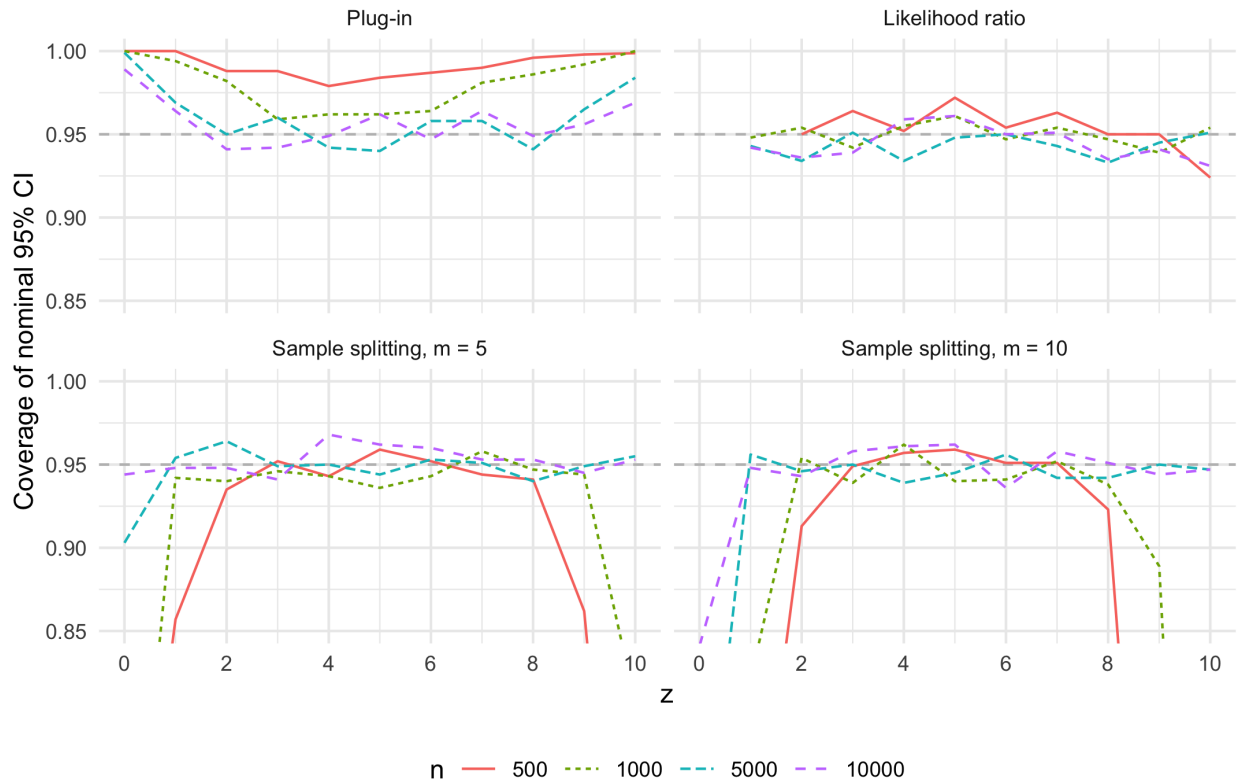 Plug-in
Likelihood ratio
1.00
0.95
0.90
0.85
Sample splitting, m = 5
Sample splitting, m = 10
1.00
0.95
0.90
0.85
0 2 4 6 8 10
0 2 4 6 8 10
Coverage of nominal 95% CI
z
n 500 1000 5000 10000